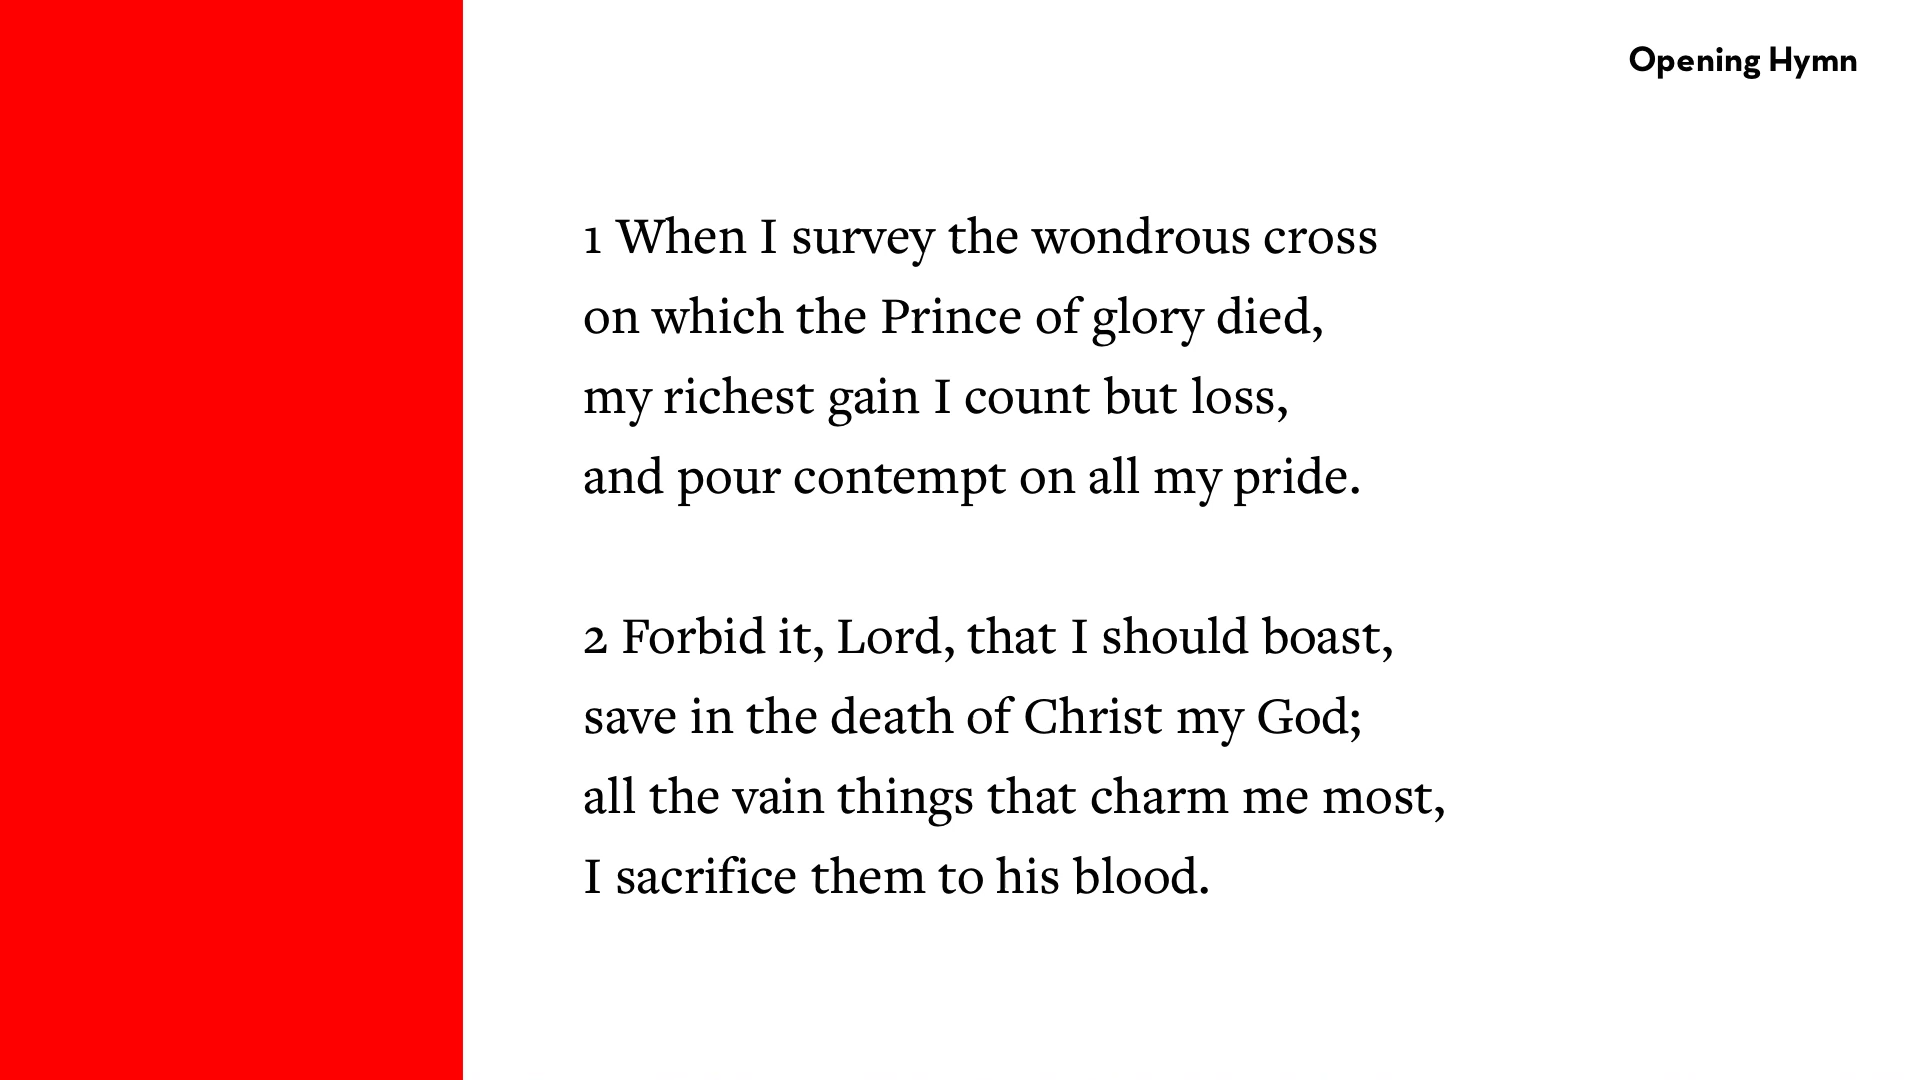 Opening Hymn
1 When I survey the wondrous cross
on which the Prince of glory died,
my richest gain I count but loss,
and pour contempt on all my pride.
2 Forbid it, Lord, that I should boast,
save in the death of Christ my God;
all the vain things that charm me most,
I sacrifice them to his blood.